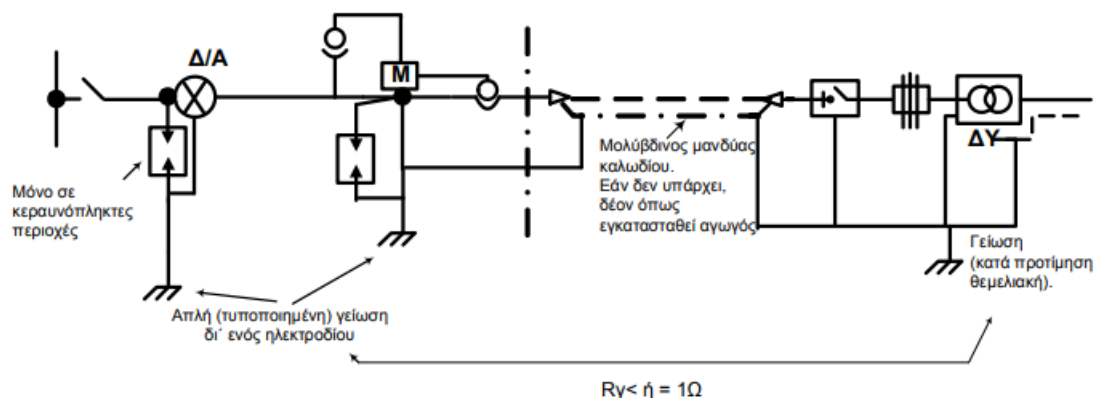 Δ/Α
M
Μόνο σε
κεραυνόπληκτες
περιοχές
Μολύβδινος μανδύας
καλωδίου.
Εάν δεν υπάρχει,
δέον όπως
εγκατασταθεί αγωγός
ΔΥ
Γείωση
(κατά προτίμηση
θεμελιακή).
Απλή (τυποποιημένη) γείωση
δι΄ ενός ηλεκτροδίου
Rγ< ή = 1Ω